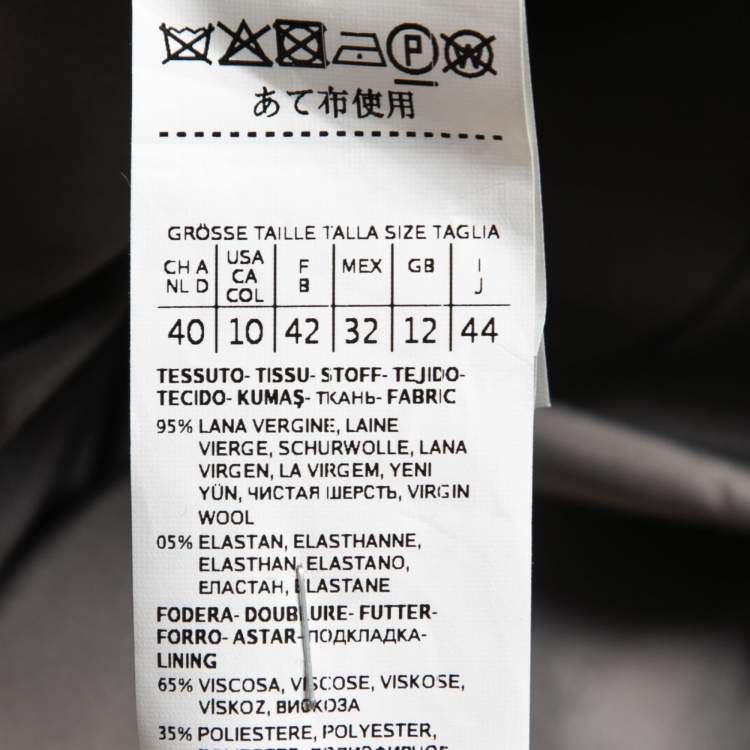 P W
あて布使用
GRÖSSE TAILLE TALLA SIZE TAGLIA
CH A NL D USA CA COL F B MEX GB I J
40 10 42 32 12 44
TESSUTO- TISSU- STOFF- TEJIDO-
TECIDO- KUMAŞ- ТКАНЬ- FABRIC
95% LANA VERGINE, LAINE
VIERGE, SCHURWOLLE, LANA
VIRGEN, LA VIRGEM, YENI
YÜN, ЧИСТАЯ ШЕРСТЬ, VIRGIN
WOOL
05% ELASTAN, ELASTHANNE,
ELASTHAN, ELASTANO,
ЕЛАСТАН, ELASTANE
FODERA- DOUBLURE- FUTTER-
FORRO- ASTAR- ПОДКЛАДКА-
LINING
65% VISCOSA, VISCOSE, VISKOSE,
VİSKOZ, ВИСКОЗА
35% POLIESTERE, POLYESTER,